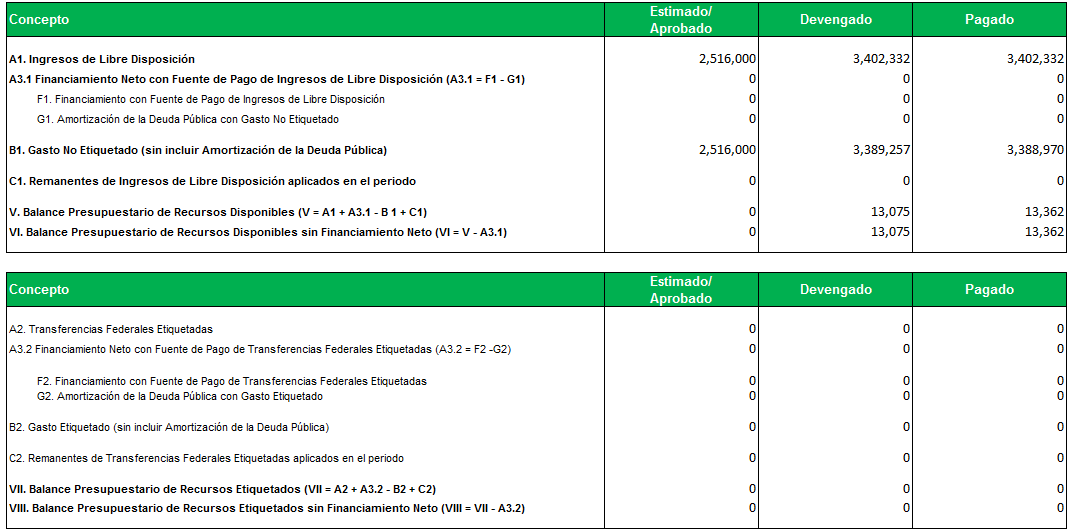 Concepto Estimado/ Aprobado Devengado Pagado
A1. Ingresos de Libre Disposición 2,516,000 3,402,332 3,402,332
A3.1 Financiamiento Neto con Fuente de Pago de Ingresos de Libre Disposición (A3.1 = F1 - G1) 0 0 0
F1. Financiamiento con Fuente de Pago de Ingresos de Libre Disposición 0 0 0
G1. Amortización de la Deuda Pública con Gasto No Etiquetado 0 0 0
B1. Gasto No Etiquetado (sin incluir Amortización de la Deuda Pública) 2,516,000 3,389,257 3,388,970
C1. Remanentes de Ingresos de Libre Disposición aplicados en el periodo 0 0 0
V. Balance Presupuestario de Recursos Disponibles (V = A1 + A3.1 - B 1 + C1) 0 13,075 13,362
VI. Balance Presupuestario de Recursos Disponibles sin Financiamiento Neto (VI = V - A3.1) 0 13,075 13,362
Concepto Estimado/ Aprobado Devengado Pagado
A2. Transferencias Federales Etiquetadas 0 0 0
A3.2 Financiamiento Neto con Fuente de Pago de Transferencias Federales Etiquetadas (A3.2 = F2 -G2) 0 0 0
F2. Financiamiento con Fuente de Pago de Transferencias Federales Etiquetadas 0 0 0
G2. Amortización de la Deuda Pública con Gasto Etiquetado 0 0 0
B2. Gasto Etiquetado (sin incluir Amortización de la Deuda Pública) 0 0 0
C2. Remanentes de Transferencias Federales Etiquetadas aplicados en el periodo 0 0 0
VII. Balance Presupuestario de Recursos Etiquetados (VII = A2 + A3.2 - B2 + C2) 0 0 0
VIII. Balance Presupuestario de Recursos Etiquetados sin Financiamiento Neto (VIII = VII - A3.2) 0 0 0